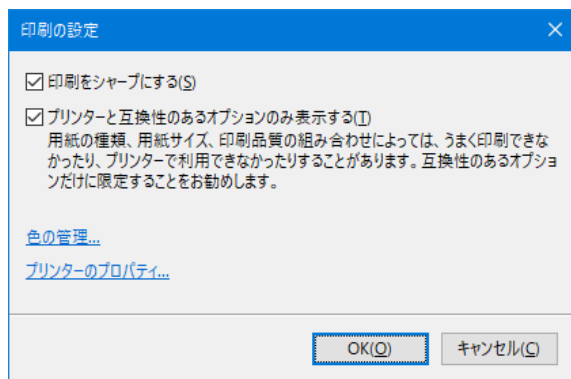 印刷の設定
印刷をシャープにする(S)
プリンターと互換性のあるオプションのみ表示する(T)
用紙の種類、用紙サイズ、印刷品質の組み合わせによっては、うまく印刷できな
かったり、プリンターで利用できなかったりすることがあります。互換性のあるオプショ
ンだけに限定することをお勧めします。
色の管理...
プリンターのプロパティ...
OK(O) キャンセル(C)